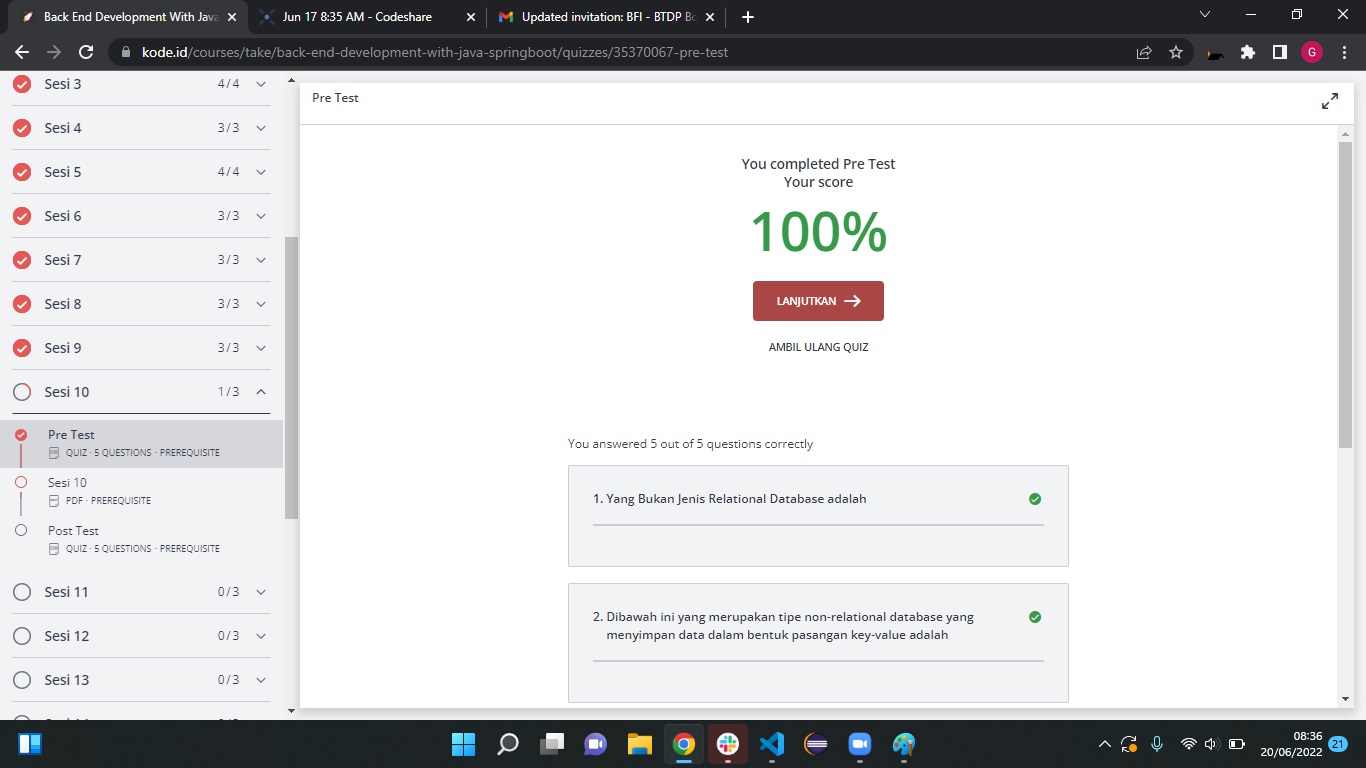 Back End Development With Java
Jun 17 8:35 AM - Codeshare
Updated invitation: BFI - BTDP Bo
kode.id/courses/take/back-end-development-with-java-springboot/quizzes/35370067-pre-test
G
Sesi 3 4/4
Sesi 4 3/3
Sesi 5 4/4
Sesi 6 3/3
Sesi 7 3/3
Sesi 8 3/3
Sesi 9 3/3
Sesi 10 1/3
Pre Test
QUIZ · 5 QUESTIONS · PREREQUISITE
Sesi 10
PDF · PREREQUISITE
Post Test
QUIZ · 5 QUESTIONS · PREREQUISITE
Sesi 11 0/3
Sesi 12 0/3
Sesi 13 0/3
Pre Test
You completed Pre Test
Your score
100%
LANJUTKAN
AMBIL ULANG QUIZ
You answered 5 out of 5 questions correctly
1. Yang Bukan Jenis Relational Database adalah
2. Dibawah ini yang merupakan tipe non-relational database yang
menyimpan data dalam bentuk pasangan key-value adalah
08:36
20/06/2022
21